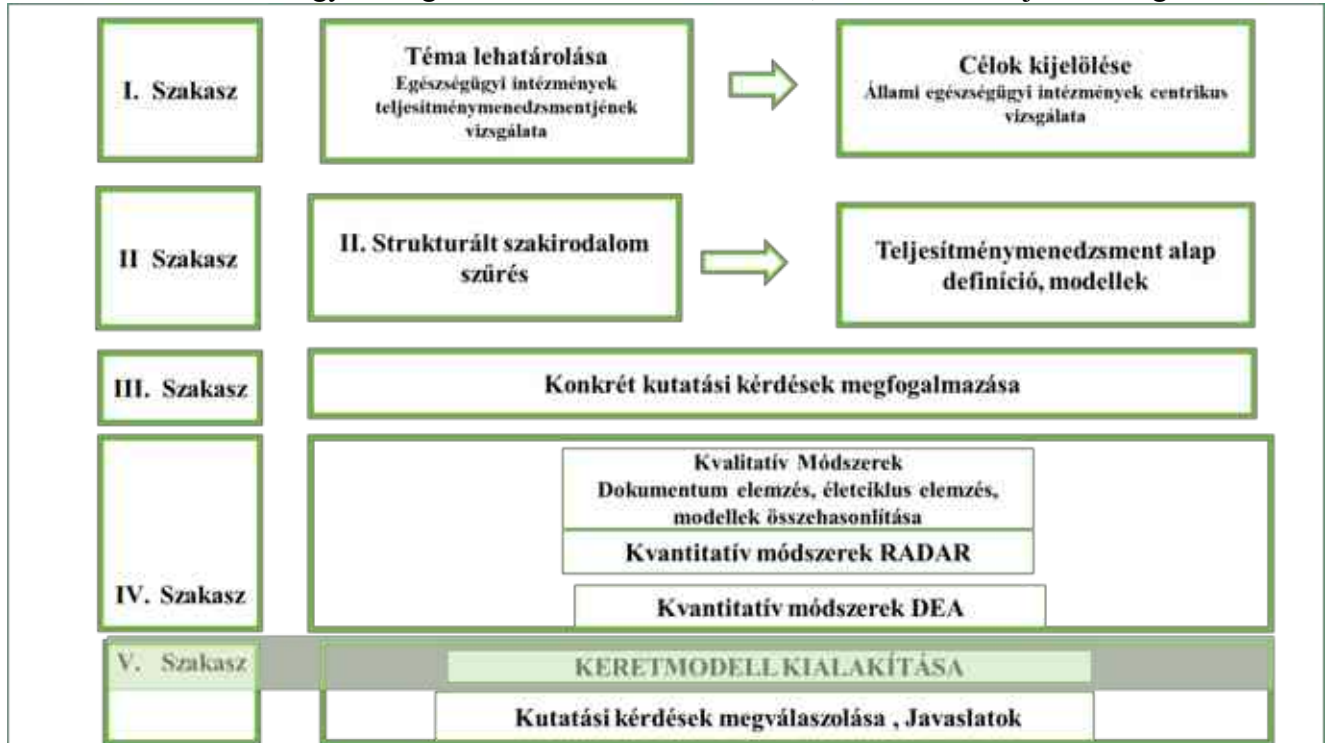 I. Szakasz
Téma lehatárolása
Egészségügyi intézmények
teljesítménymenedzsmentjének
vizsgálata
Célok kijelölése
Állami egészségügyi intézmények centrikus
vizsgálata
II Szakasz
II. Strukturált szakirodalom
szűrés
Teljesítménymenedzsment alap
definíció, modellek
III. Szakasz
Konkrét kutatási kérdések megfogalmazása
IV. Szakasz
Kvalitatív Módszerek
Dokumentum elemzés, életciklus elemzés,
modellek összehasonlítása
Kvantitatív módszerek RADAR
Kvantitatív módszerek DEA
V. Szakasz
KERETMODELL KIALAKÍTÁSA
Kutatási kérdések megválaszolása , Javaslatok